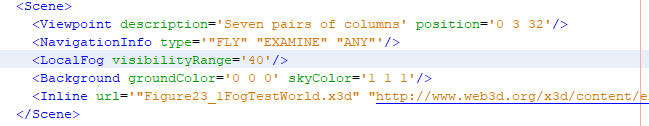 <Scene>
<Viewpoint description='Seven pairs of columns' position='0 3 32'/>
<NavigationInfo type='"FLY" "EXAMINE" "ANY"'/>
<LocalFog visibilityRange='40'/>
<Background groundColor='0 0 0' skyColor='1 1 1'/>
<Inline url='"Figure23_1FogTestWorld.x3d" "http://www.web3d.org/x3d/content/e
</Scene>